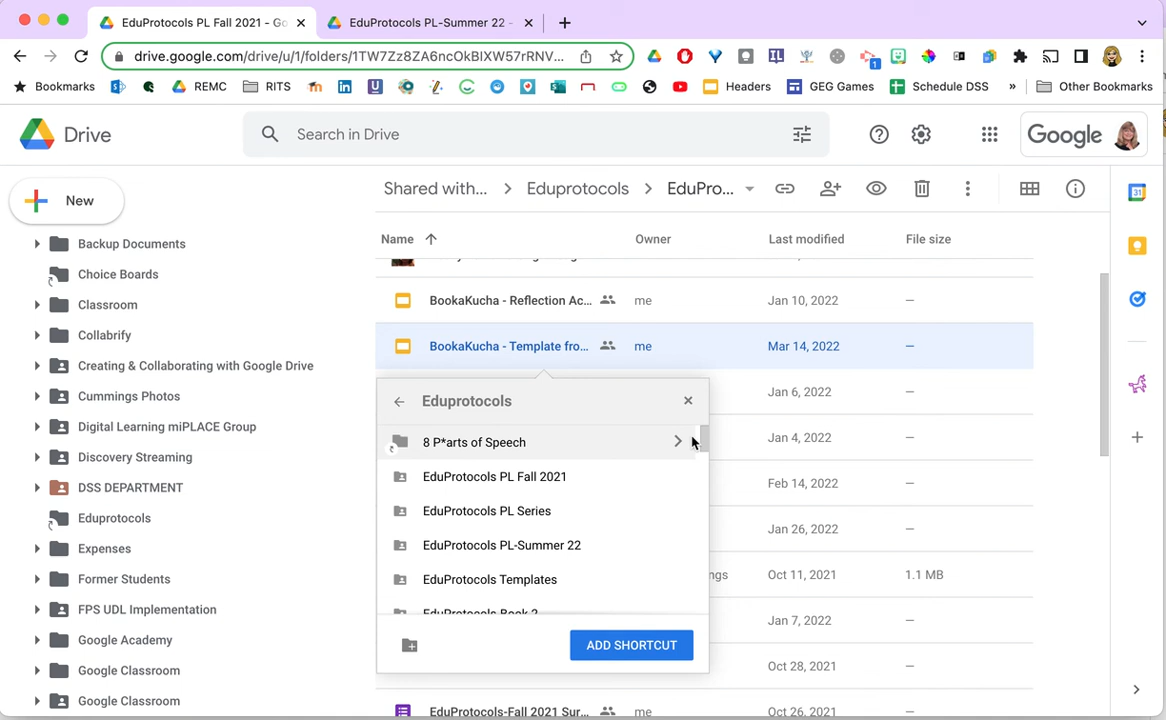 EduProtocols PL Fall 2021 - Go
EduProtocols PL-Summer 22 -
drive.google.com/drive/u/1/folders/1TW7Zz8ZA6ncOkBIXW57rRNV...
1
Bookmarks
REMC
RITS
Headers
GEG Games
Schedule DSS
»
Other Bookmarks
Drive
Search in Drive
Google
New
Shared with... > Eduprotocols > EduPro...
Name
Owner
Last modified
File size
Backup Documents
Choice Boards
Classroom
Collabrify
Creating & Collaborating with Google Drive
Cummings Photos
Digital Learning miPLACE Group
Discovery Streaming
DSS DEPARTMENT
Eduprotocols
Expenses
Former Students
FPS UDL Implementation
Google Academy
Google Classroom
Google Classroom
BookaKucha - Reflection Ac... me Jan 10, 2022 —
BookaKucha - Template fro... me Mar 14, 2022 —
Jan 6, 2022 —
Jan 4, 2022 —
Feb 14, 2022 —
Jan 26, 2022 —
ngs Oct 11, 2021 1.1 MB
Jan 7, 2022 —
Oct 28, 2021 —
EduProtocols-Fall 2021 Sur... me Oct 26, 2021 —
Eduprotocols
8 P*arts of Speech
EduProtocols PL Fall 2021
EduProtocols PL Series
EduProtocols PL-Summer 22
EduProtocols Templates
EduProtocols Book 2
ADD SHORTCUT
31